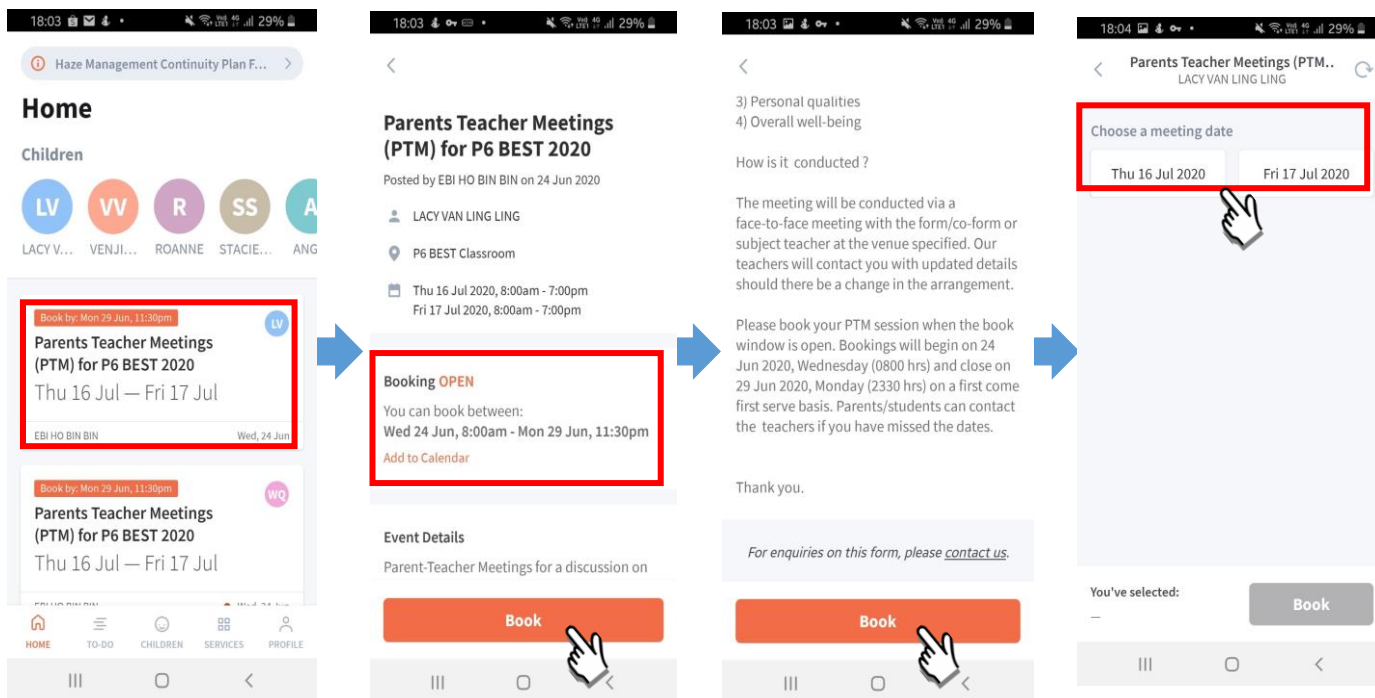 18:03
29%
Haze Management Continuity Plan F...
Home
Children
LV
VV
R
SS
A
LACY V...
VENJI...
ROANNE
STACIE...
ANG
Book by: Mon 29 Jun, 11:30pm
LV
Parents Teacher Meetings
(PTM) for P6 BEST 2020
Thu 16 Jul — Fri 17 Jul
EBI HO BIN BIN
Wed, 24 Jun
Book by: Mon 29 Jun, 11:30pm
WQ
Parents Teacher Meetings
(PTM) for P6 BEST 2020
Thu 16 Jul — Fri 17 Jul
HOME
TO-DO
CHILDREN
SERVICES
PROFILE
18:03
29%
Parents Teacher Meetings
(PTM) for P6 BEST 2020
Posted by EBI HO BIN BIN on 24 Jun 2020
LACY VAN LING LING
P6 BEST Classroom
Thu 16 Jul 2020, 8:00am - 7:00pm
Fri 17 Jul 2020, 8:00am - 7:00pm
Booking OPEN
You can book between:
Wed 24 Jun, 8:00am - Mon 29 Jun, 11:30pm
Add to Calendar
Event Details
Parent-Teacher Meetings for a discussion on
Book
18:03
29%
3) Personal qualities
4) Overall well-being
How is it conducted ?
The meeting will be conducted via a
face-to-face meeting with the form/co-form or
subject teacher at the venue specified. Our
teachers will contact you with updated details
should there be a change in the arrangement.
Please book your PTM session when the book
window is open. Bookings will begin on 24
Jun 2020, Wednesday (0800 hrs) and close on
29 Jun 2020, Monday (2330 hrs) on a first come
first serve basis. Parents/students can contact
the teachers if you have missed the dates.
Thank you.
For enquiries on this form, please contact us.
Book
18:04
29%
Parents Teacher Meetings (PTM..
LACY VAN LING LING
Choose a meeting date
Thu 16 Jul 2020
Fri 17 Jul 2020
You've selected:
—
Book